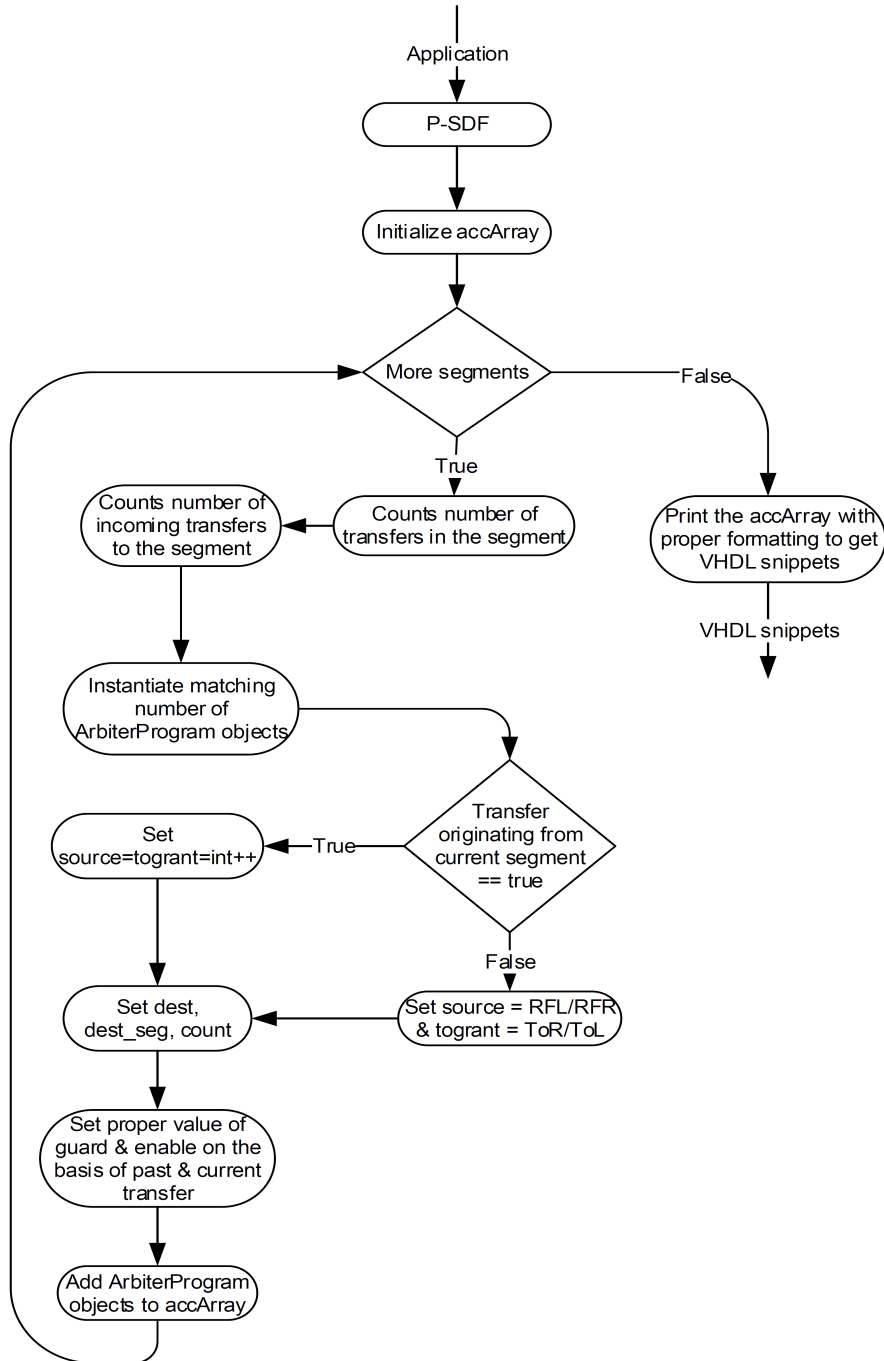 Application
P-SDF
Initialize accArray
More segments
False
True
Counts number of
transfers in the segment
Counts number of
incoming transfers
to the segment
Print the accArray with
proper formatting to get
VHDL snippets
VHDL snippets
Instantiate matching
number of
ArbiterProgram objects
Transfer
originating from
current segment
== true
True
Set
source=togrant=int++
False
Set source = RFL/RFR
& togrant = ToR/ToL
Set dest,
dest_seg, count
Set proper value of
guard & enable on the
basis of past & current
transfer
Add ArbiterProgram
objects to accArray